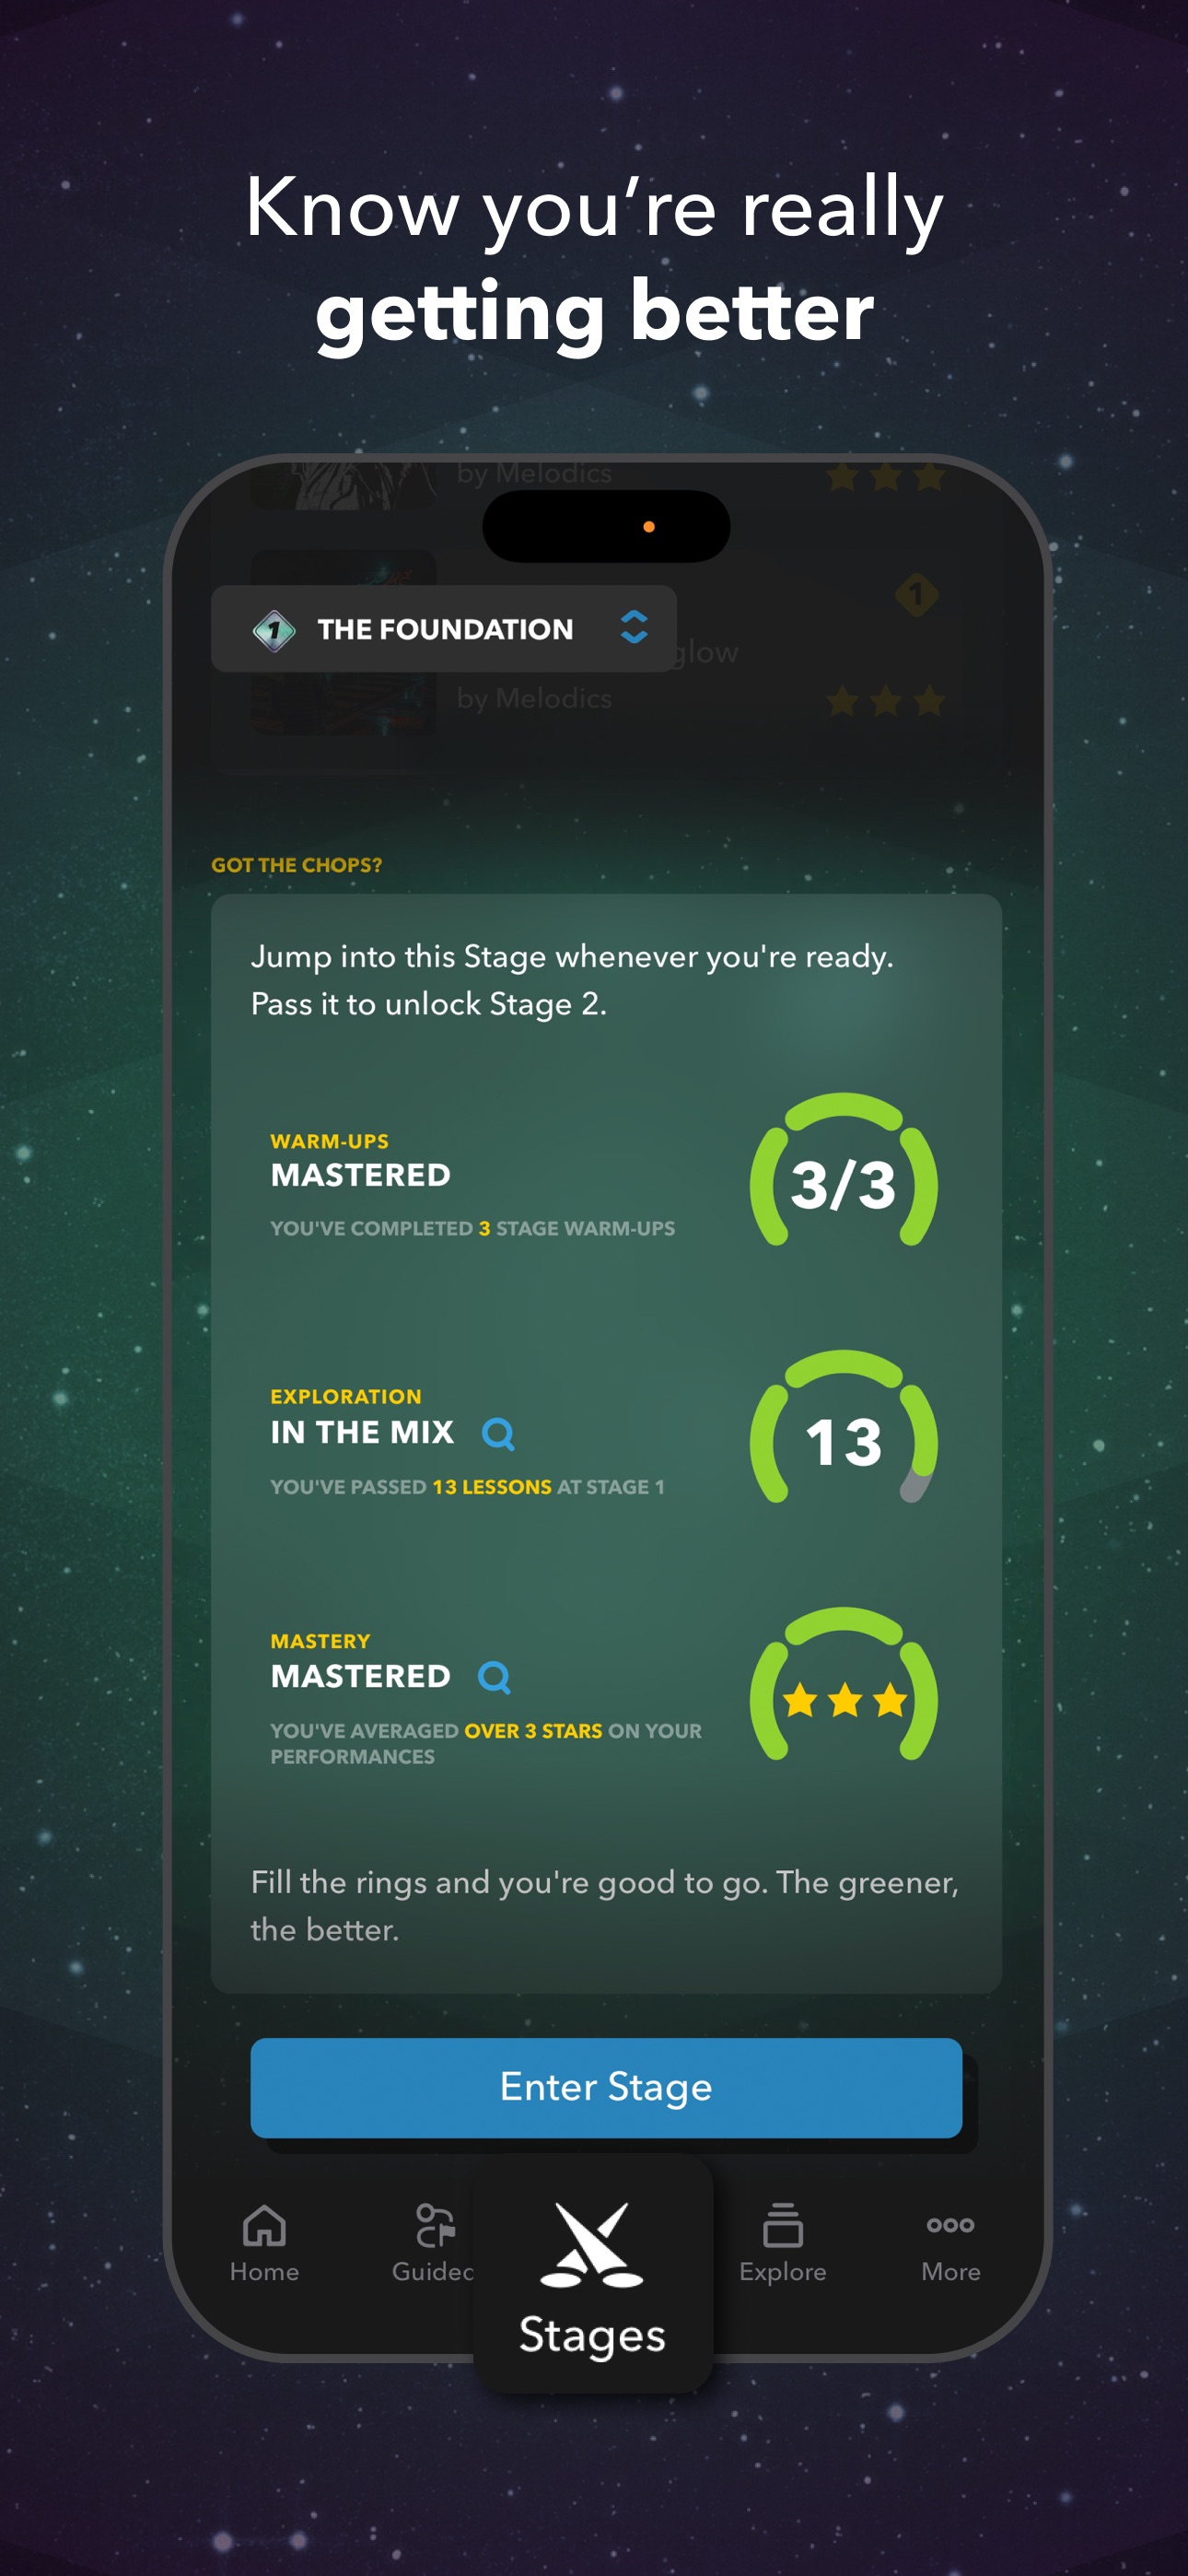 Know you're really
getting better
by Melodics
1
1 THE FOUNDATION
glow
by Melodics
GOT THE CHOPS?
Jump into this Stage whenever you're ready.
Pass it to unlock Stage 2.
WARM-UPS
MASTERED
YOU'VE COMPLETED 3 STAGE WARM-UPS
3/3
EXPLORATION
IN THE MIX
YOU'VE PASSED 13 LESSONS AT STAGE 1
13
MASTERY
MASTERED
YOU'VE AVERAGED OVER 3 STARS ON YOUR
PERFORMANCES
Fill the rings and you're good to go. The greener,
the better.
Enter Stage
Home
Guided
Stages
Explore
More